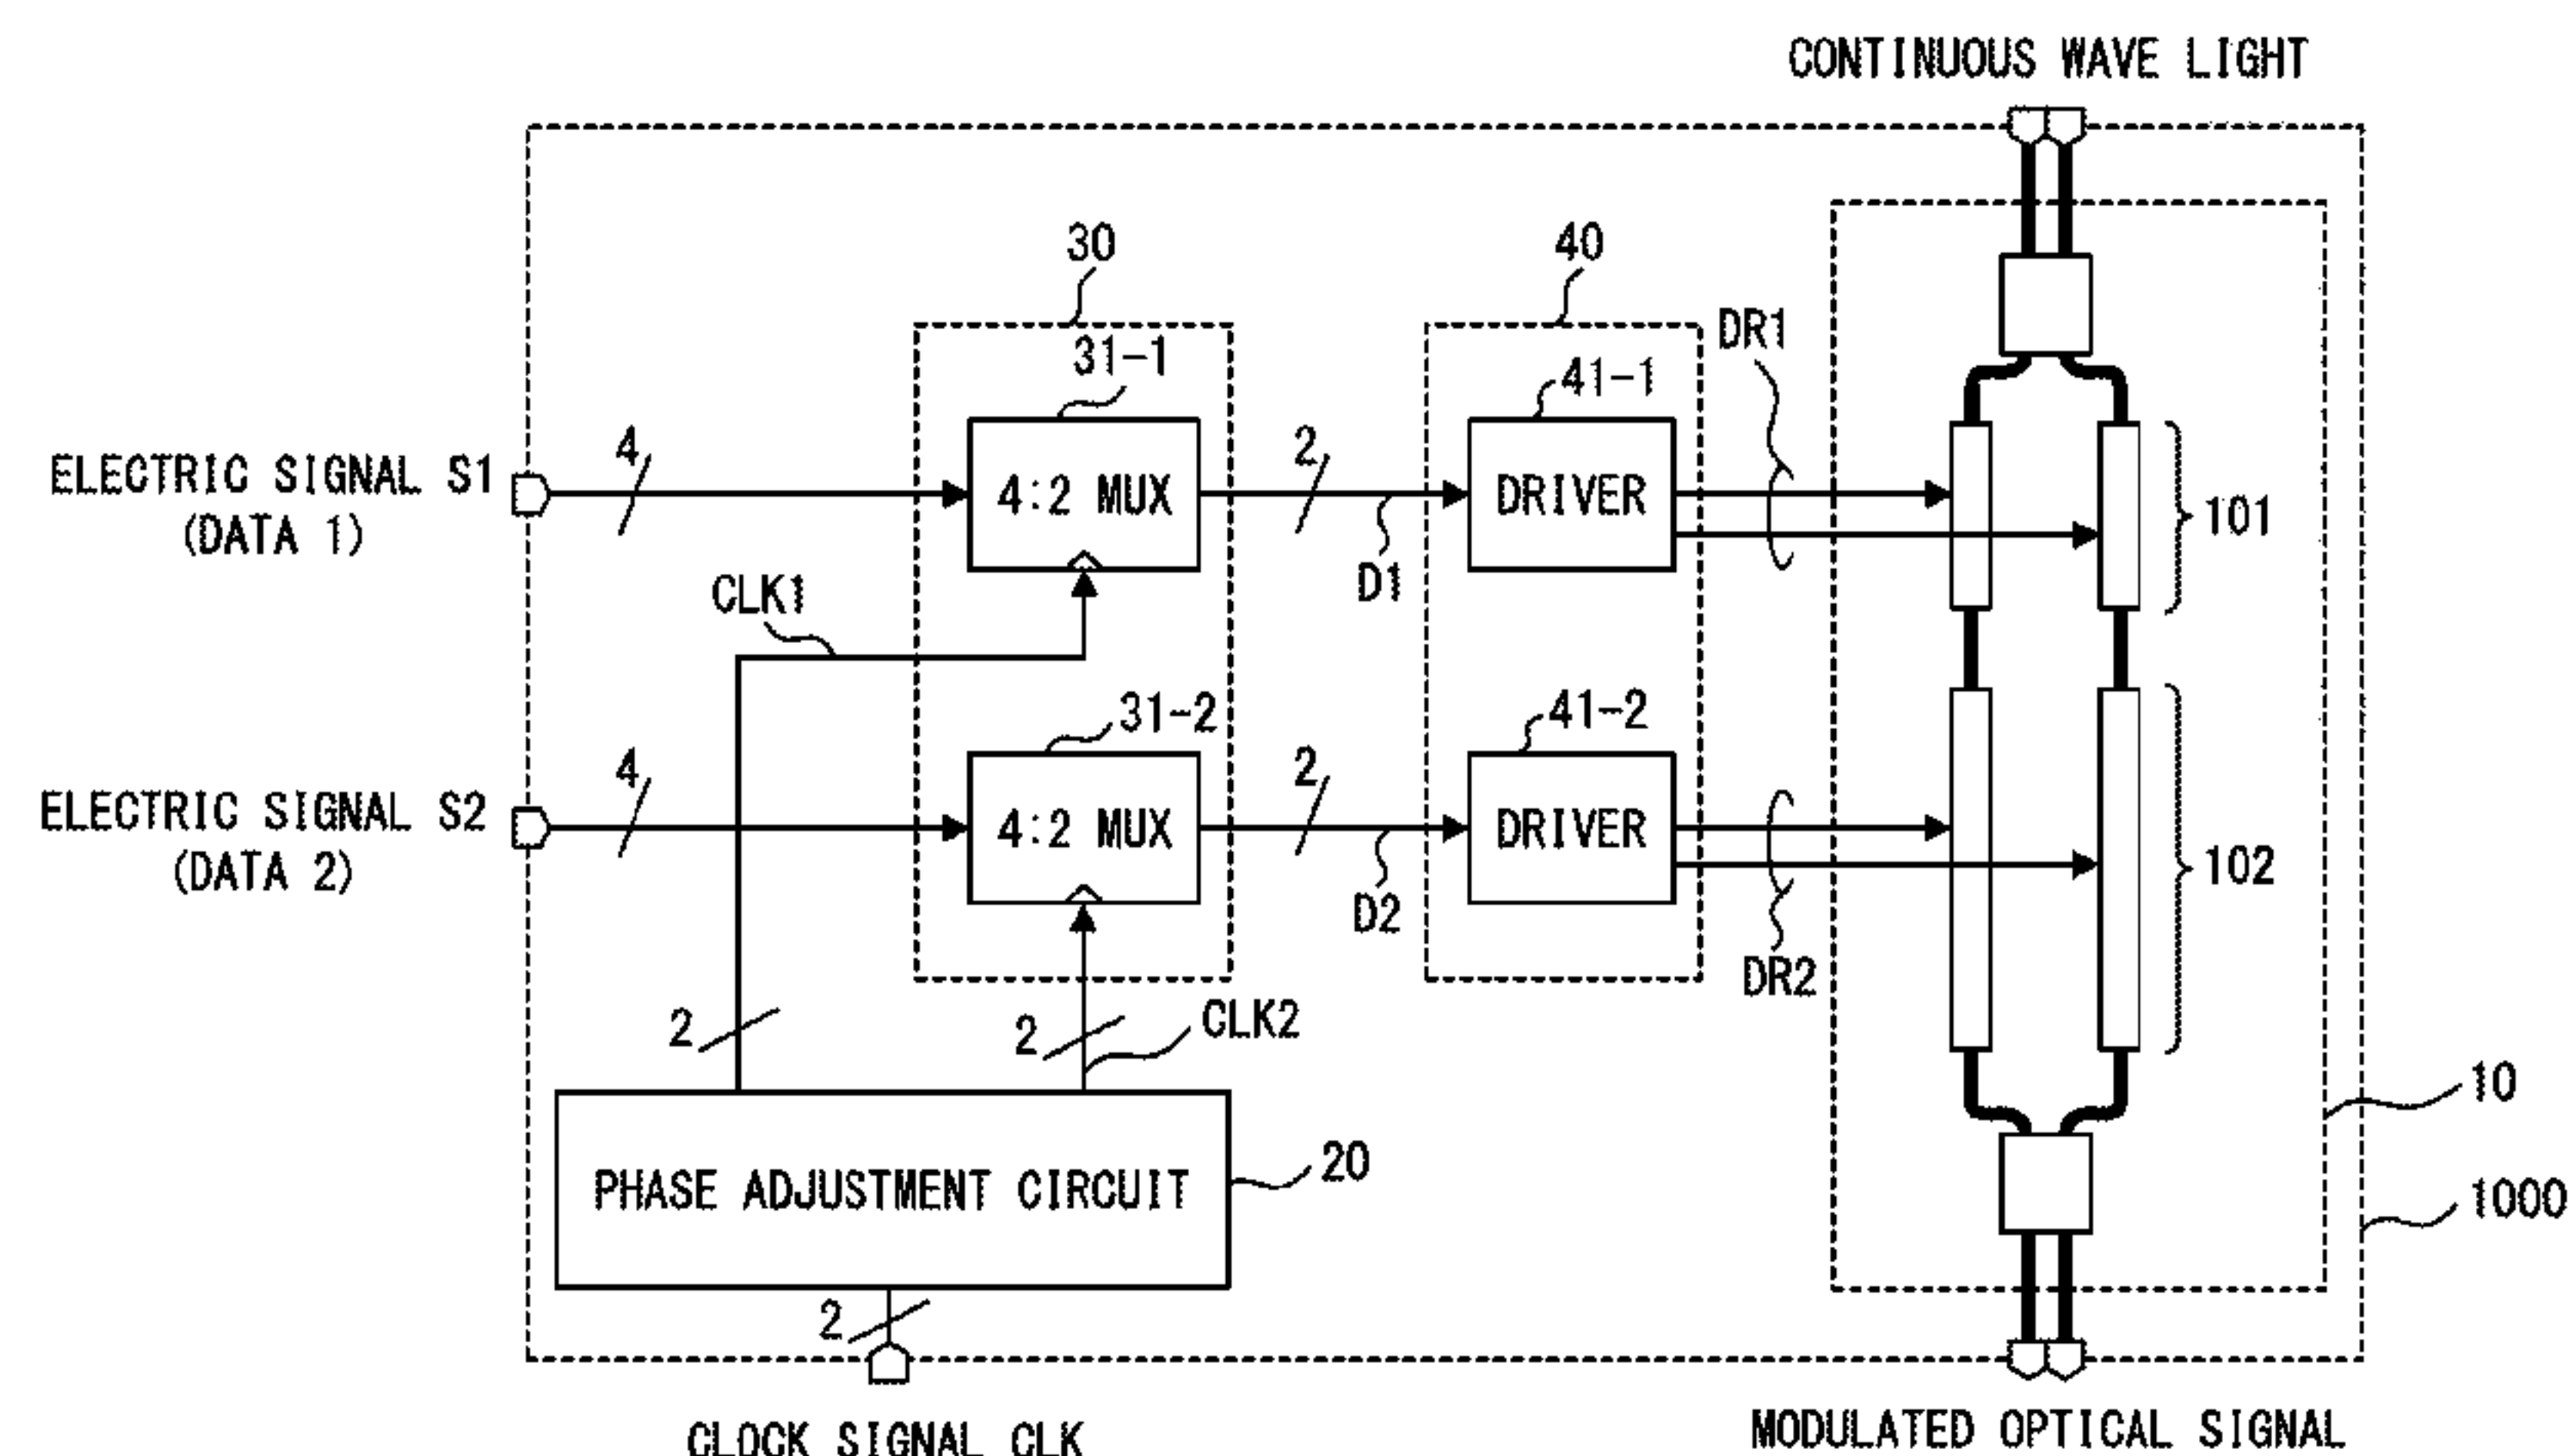 CONTINUOUS WAVE LIGHT
30
40
31-1
41-1
DR1
ELECTRIC SIGNAL S1
(DATA 1)
4
4:2 MUX
2
D1
DRIVER
101
CLK1
31-2
41-2
ELECTRIC SIGNAL S2
(DATA 2)
4
4:2 MUX
2
D2
DRIVER
DR2
102
2
2
CLK2
10
PHASE ADJUSTMENT CIRCUIT
20
1000
2
CLOCK SIGNAL CLK
MODULATED OPTICAL SIGNAL